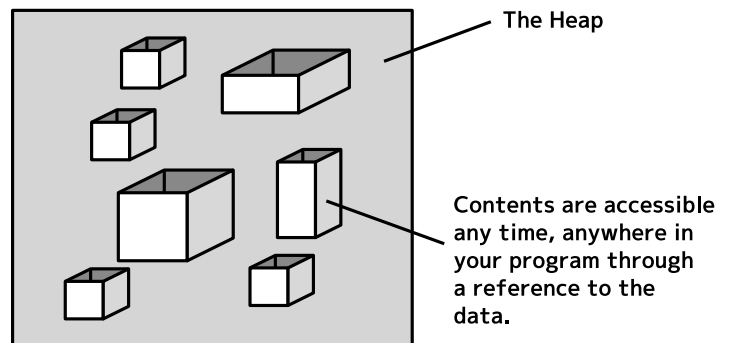 The Heap
Contents are accessible
any time, anywhere in
your program through
a reference to the
data.